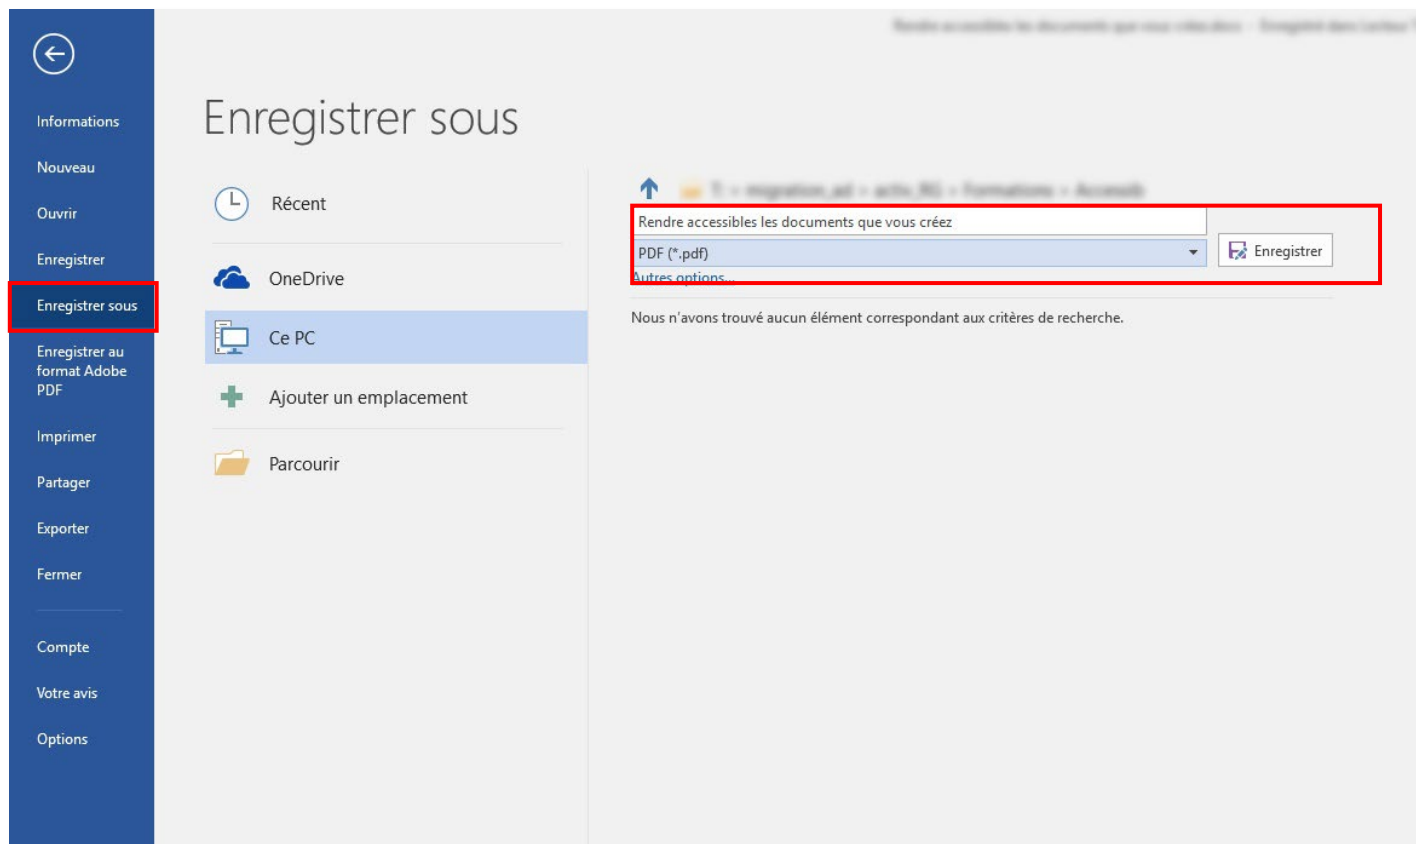 Informations
Nouveau
Ouvrir
Enregistrer
Enregistrer sous
Enregistrer au
format Adobe
PDF
Imprimer
Partager
Exporter
Fermer
Compte
Votre avis
Options
Enregistrer sous
Récent
OneDrive
Ce PC
Ajouter un emplacement
Parcourir
Rendre accessibles les documents que vous créez
PDF (*.pdf)
Enregistrer
Autres options...
Nous n'avons trouvé aucun élément correspondant aux critères de recherche.